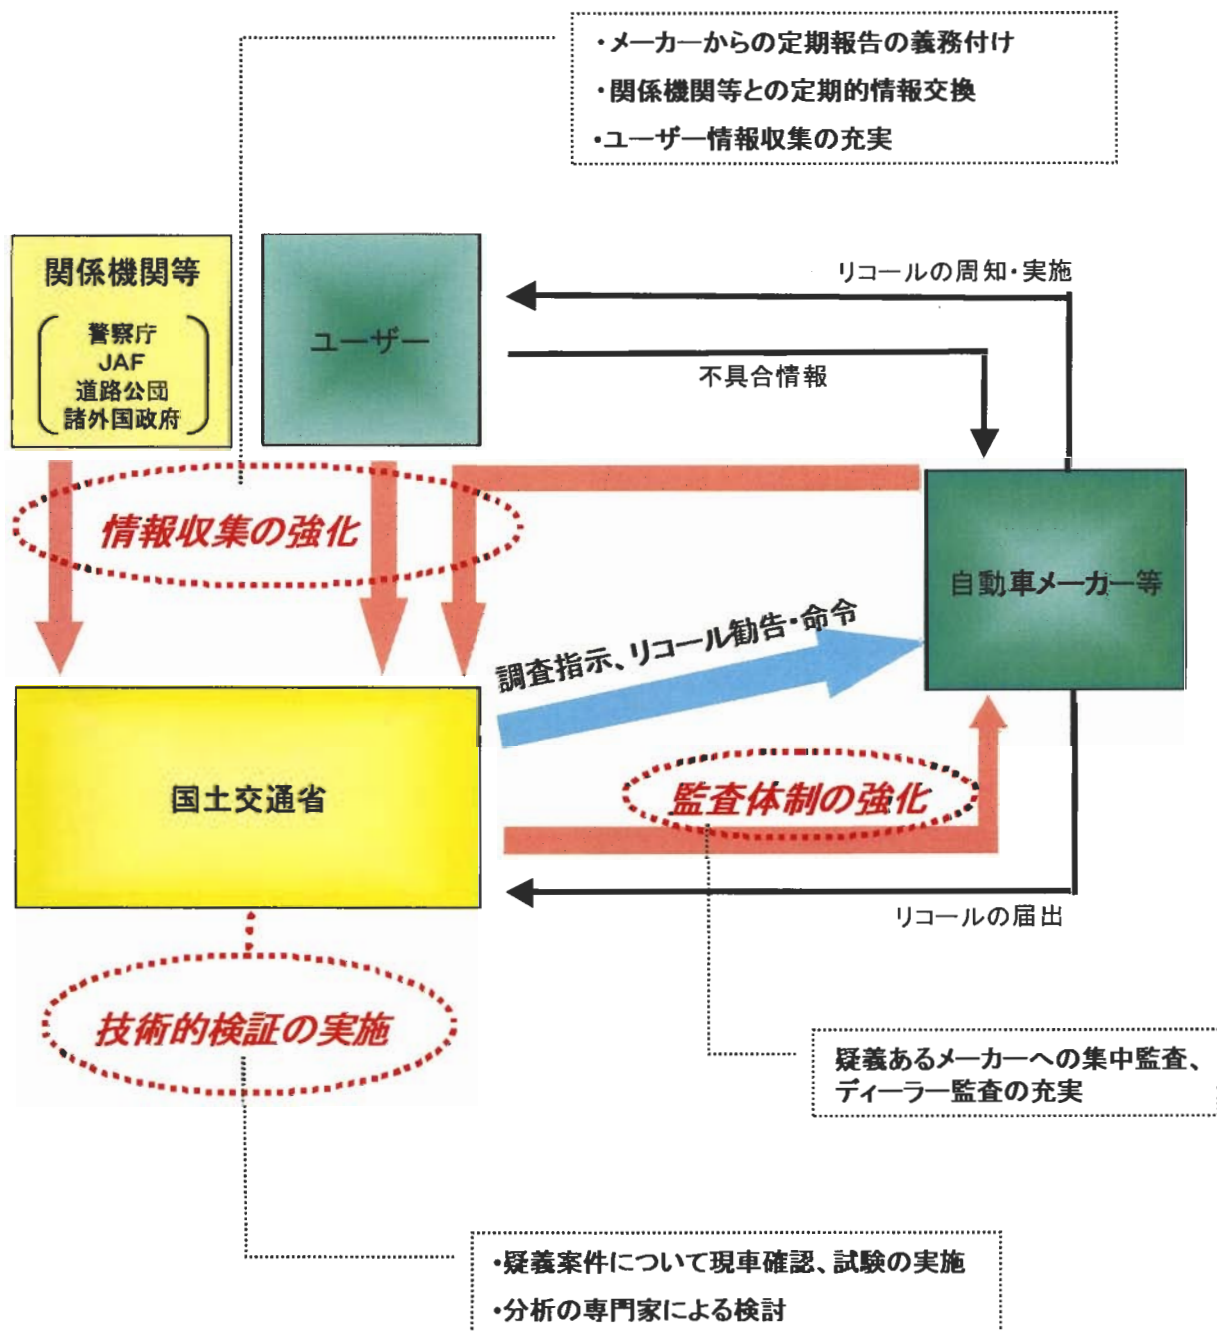 ・メーカーからの定期報告の義務付け
・関係機関等との定期的情報交換
・ユーザー情報収集の充実
関係機関等
警察庁
JAF
道路公団
諸外国政府
ユーザー
リコールの周知・実施
不具合情報
情報収集の強化
自動車メーカー等
調査指示、リコール勧告・命令
国土交通省
監査体制の強化
リコールの届出
技術的検証の実施
疑義あるメーカーへの集中監査、
ディーラー監査の充実
・疑義案件について現車確認、試験の実施
・分析の専門家による検討